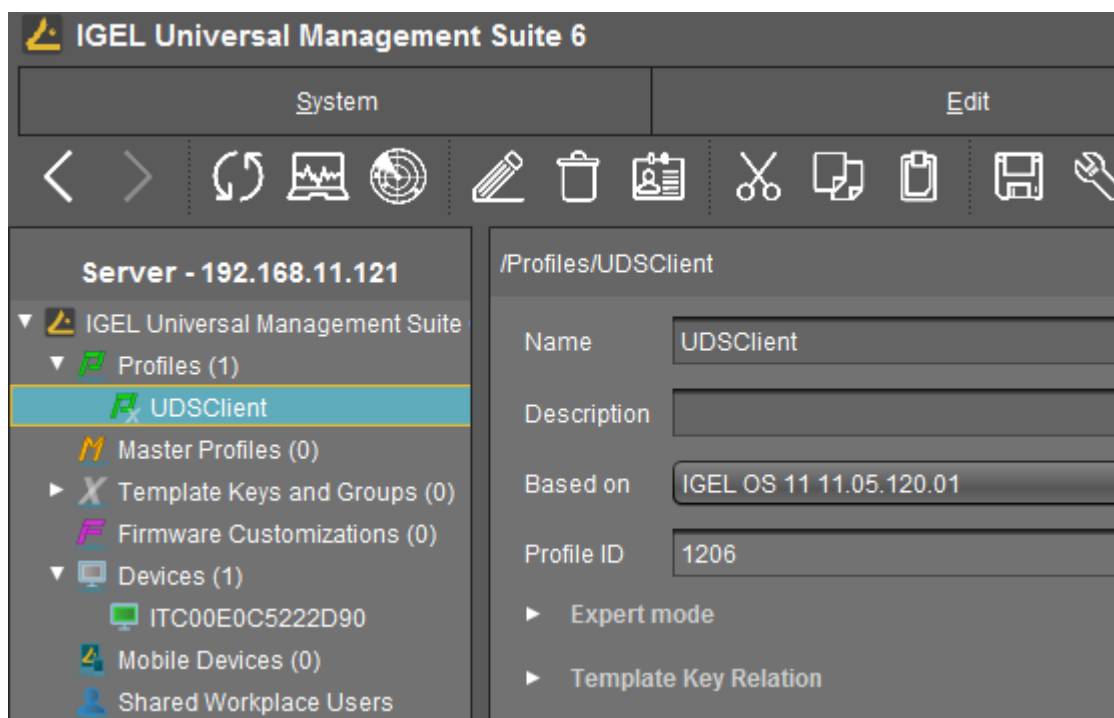 IGEL Universal Management Suite 6
System
Edit
Server - 192.168.11.121
IGEL Universal Management Suite
Profiles (1)
UDSClient
Master Profiles (0)
Template Keys and Groups (0)
Firmware Customizations (0)
Devices (1)
ITC00E0C5222D90
Mobile Devices (0)
Shared Workplace Users
/Profiles/UDSClient
Name UDSClient
Description
Based on IGEL OS 11 11.05.120.01
Profile ID 1206
Expert mode
Template Key Relation